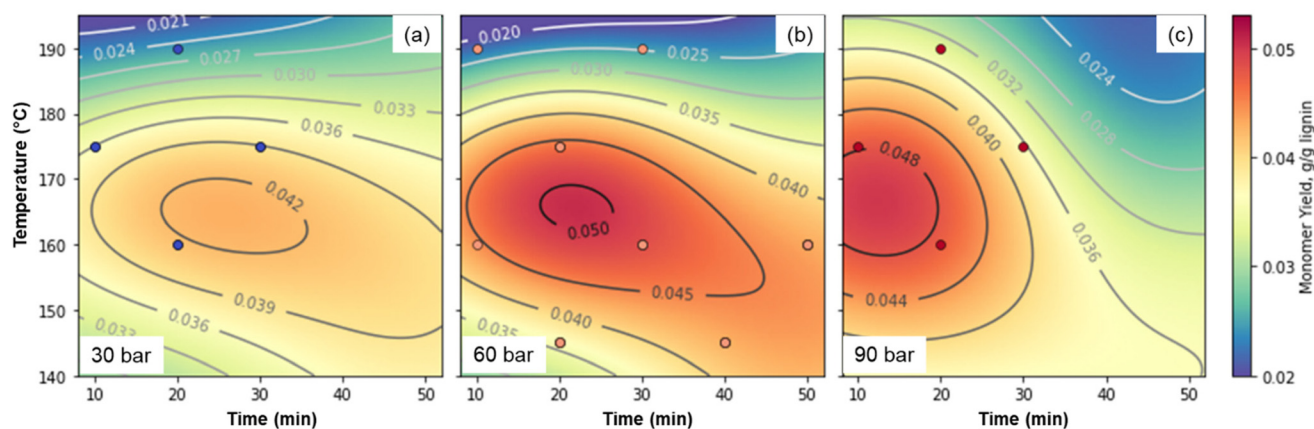 (a)
0.021
0.024
0.027
0.030
0.033
0.036
0.042
0.039
0.036
0.033
30 bar
(b)
0.020
0.025
0.030
0.035
0.040
0.050
0.045
0.040
0.035
60 bar
(c)
0.024
0.032
0.028
0.040
0.048
0.036
0.044
90 bar
Temperature (°C)
190
180
170
160
150
140
10 20 30 40 50
10 20 30 40 50
10 20 30 40 50
Time (min)
Time (min)
Time (min)
0.05
0.04
0.03
0.02
Monomer Yield, g/g lignin